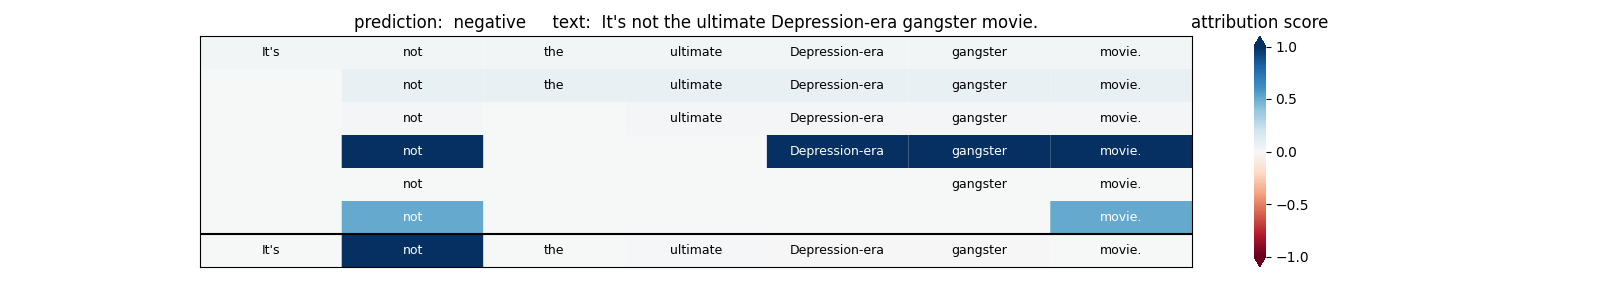 prediction:  negative     text:  It's not the ultimate Depression-era gangster movie.     attribution score
It's not the ultimate Depression-era gangster movie.
not the ultimate Depression-era gangster movie.
not ultimate Depression-era gangster movie.
not Depression-era gangster movie.
not gangster movie.
not movie.
It's not the ultimate Depression-era gangster movie.
1.0
0.5
0.0
−0.5
−1.0